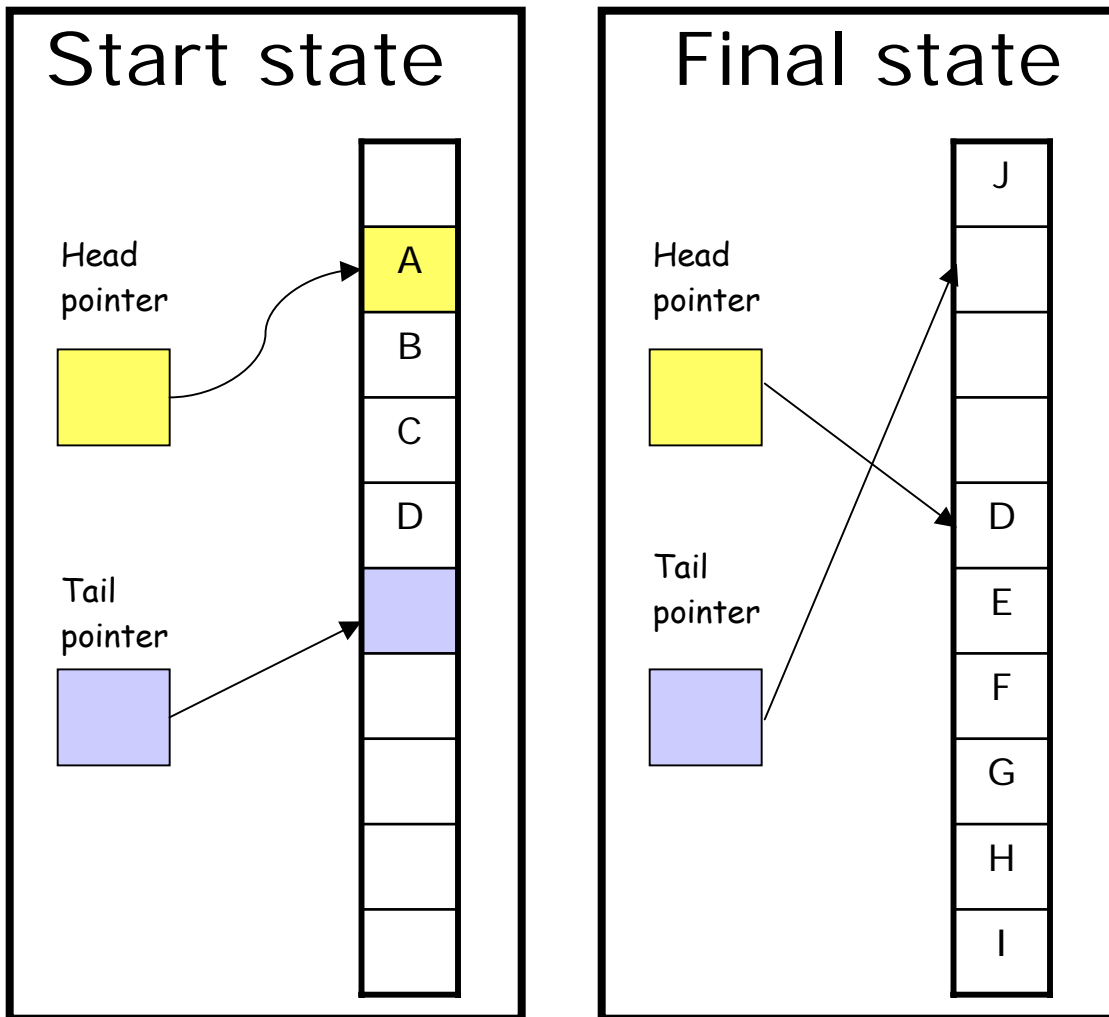 Start state
Head
pointer
Tail
pointer
A
B
C
D
Final state
Head
pointer
Tail
pointer
J
D
E
F
G
H
I